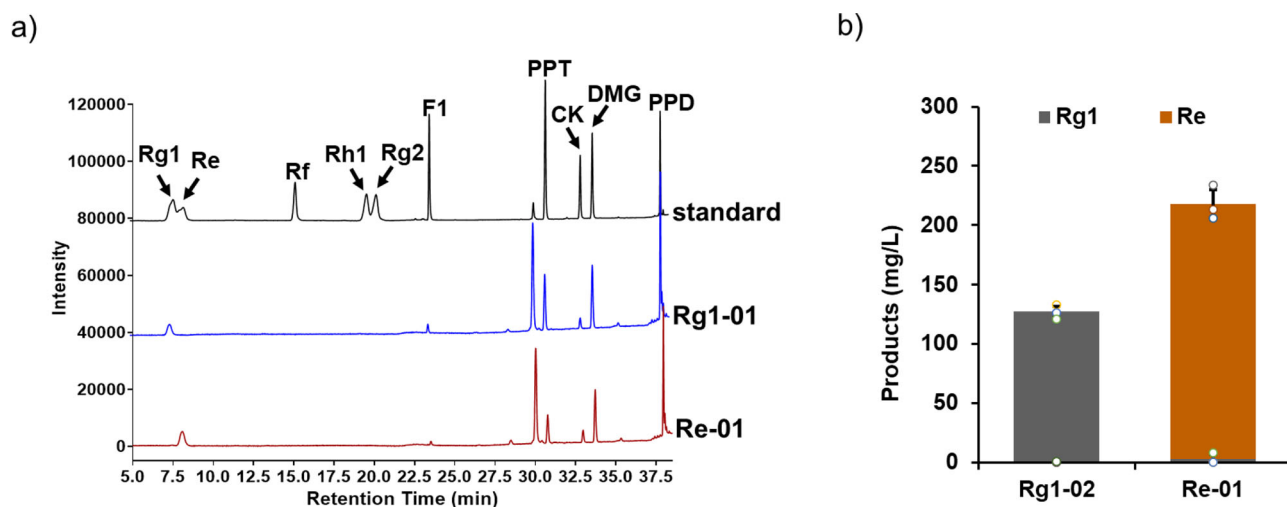 a)
b)
PPT
DMG
PPD
F1
CK
Rg1
Re
Rf
Rh1
Rg2
standard
Rg1-01
Re-01
120000
100000
80000
60000
40000
20000
0
Intensity
5.0 7.5 10.0 12.5 15.0 17.5 20.0 22.5 25.0 27.5 30.0 32.5 35.0 37.5
Retention Time (min)
Rg1 Re
300
250
200
150
100
50
0
Products (mg/L)
Rg1-02 Re-01